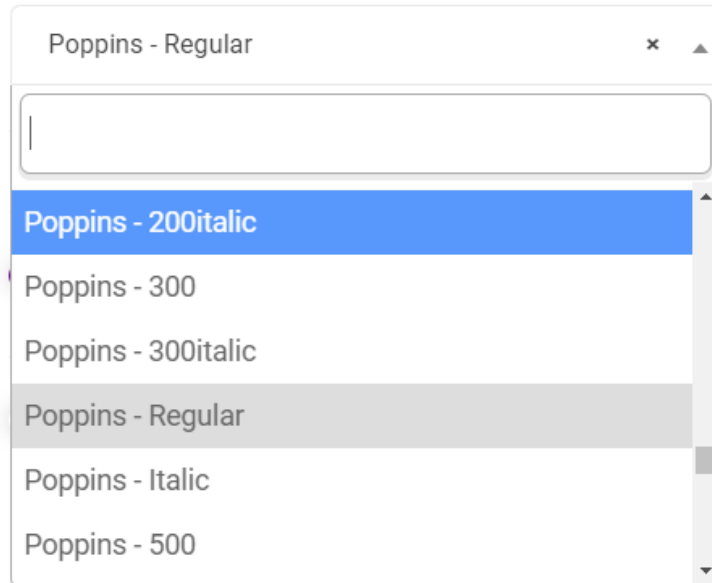 Poppins - Regular
Poppins - 200italic
Poppins - 300
Poppins - 300italic
Poppins - Regular
Poppins - Italic
Poppins - 500